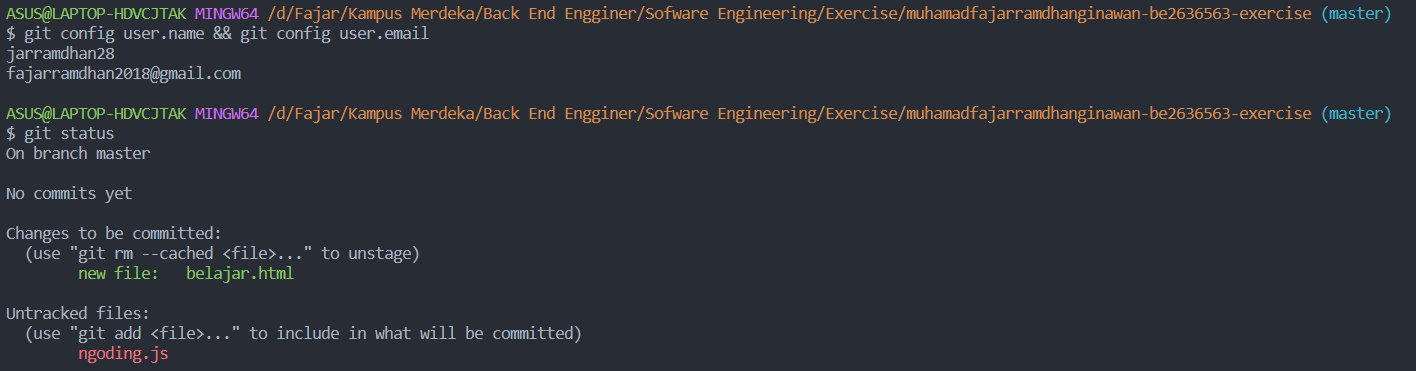 ASUS@LAPTOP-HDVCJTAK MINGW64 /d/Fajar/Kampus Merdeka/Back End Engginer/Sofware Engineering/Exercise/muhamadfajarramdhanginawan-be2636563-exercise (master)
$ git config user.name && git config user.email
jarramdhan28
fajarramdhan2018@gmail.com

ASUS@LAPTOP-HDVCJTAK MINGW64 /d/Fajar/Kampus Merdeka/Back End Engginer/Sofware Engineering/Exercise/muhamadfajarramdhanginawan-be2636563-exercise (master)
$ git status
On branch master

No commits yet

Changes to be committed:
  (use "git rm --cached <file>..." to unstage)
        new file:   belajar.html

Untracked files:
  (use "git add <file>..." to include in what will be committed)
        ngoding.js